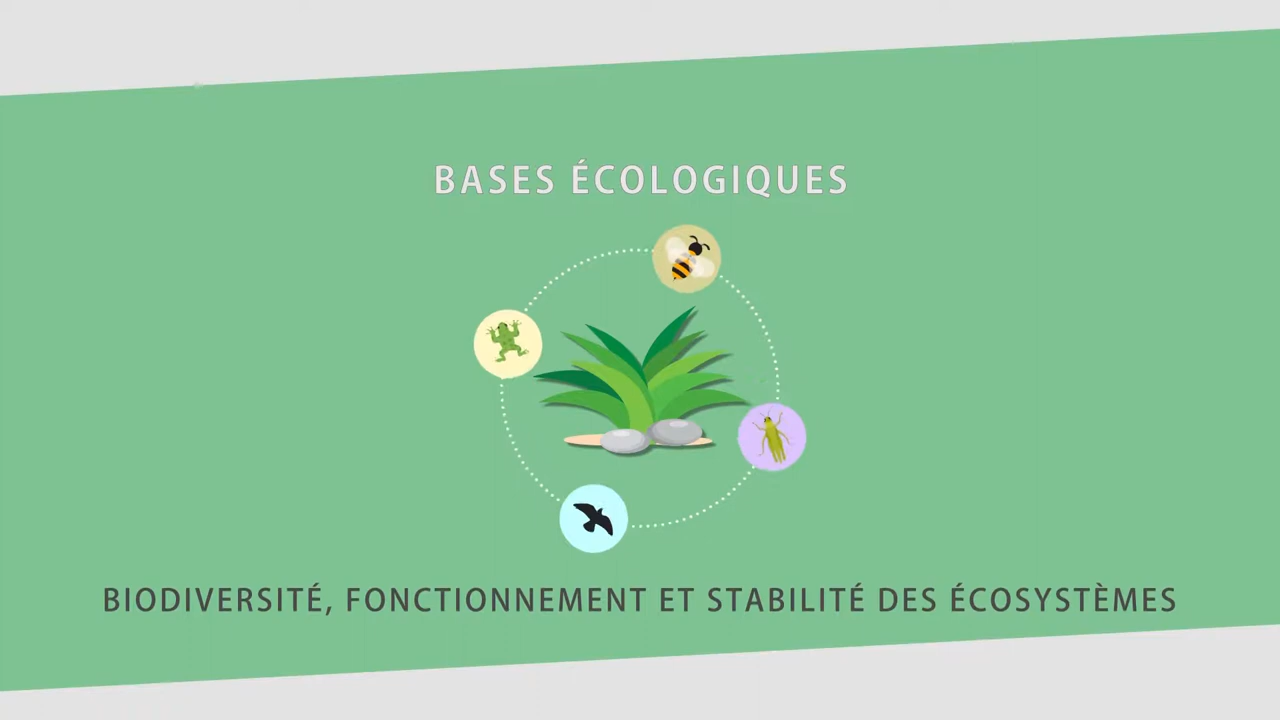 BASES ÉCOLOGIQUES
BIODIVERSITÉ, FONCTIONNEMENT ET STABILITÉ DES ÉCOSYSTÈMES